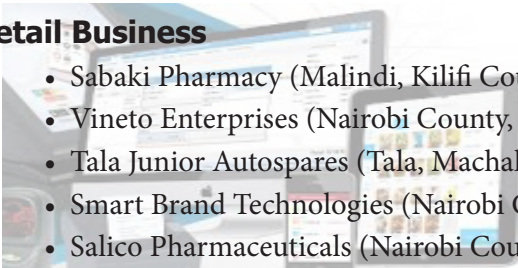 etail Business
• Sabaki Pharmacy (Malindi, Kilifi Cou
• Vineto Enterprises (Nairobi County,
• Tala Junior Autospares (Tala, Machal
• Smart Brand Technologies (Nairobi C
• Salico Pharmaceuticals (Nairobi Cou